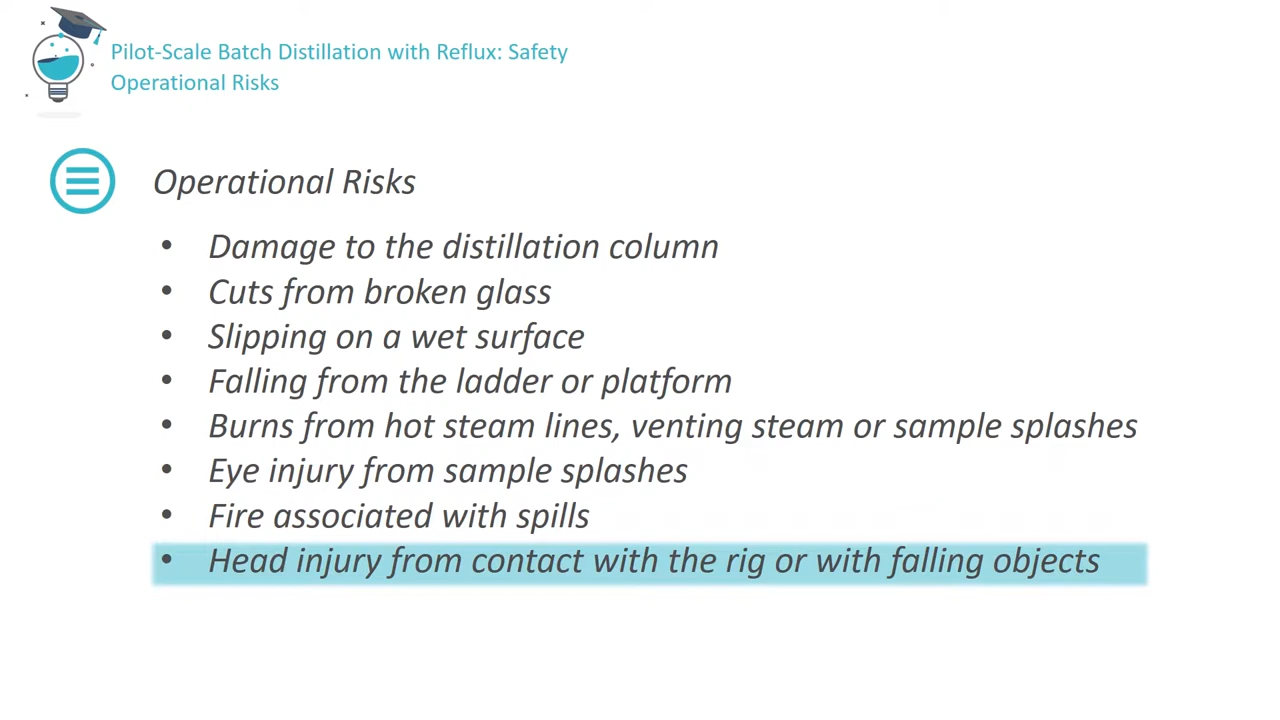 Pilot-Scale Batch Distillation with Reflux: Safety
Operational Risks
Operational Risks
• Damage to the distillation column
• Cuts from broken glass
• Slipping on a wet surface
• Falling from the ladder or platform
• Burns from hot steam lines, venting steam or sample splashes
• Eye injury from sample splashes
• Fire associated with spills
• Head injury from contact with the rig or with falling objects